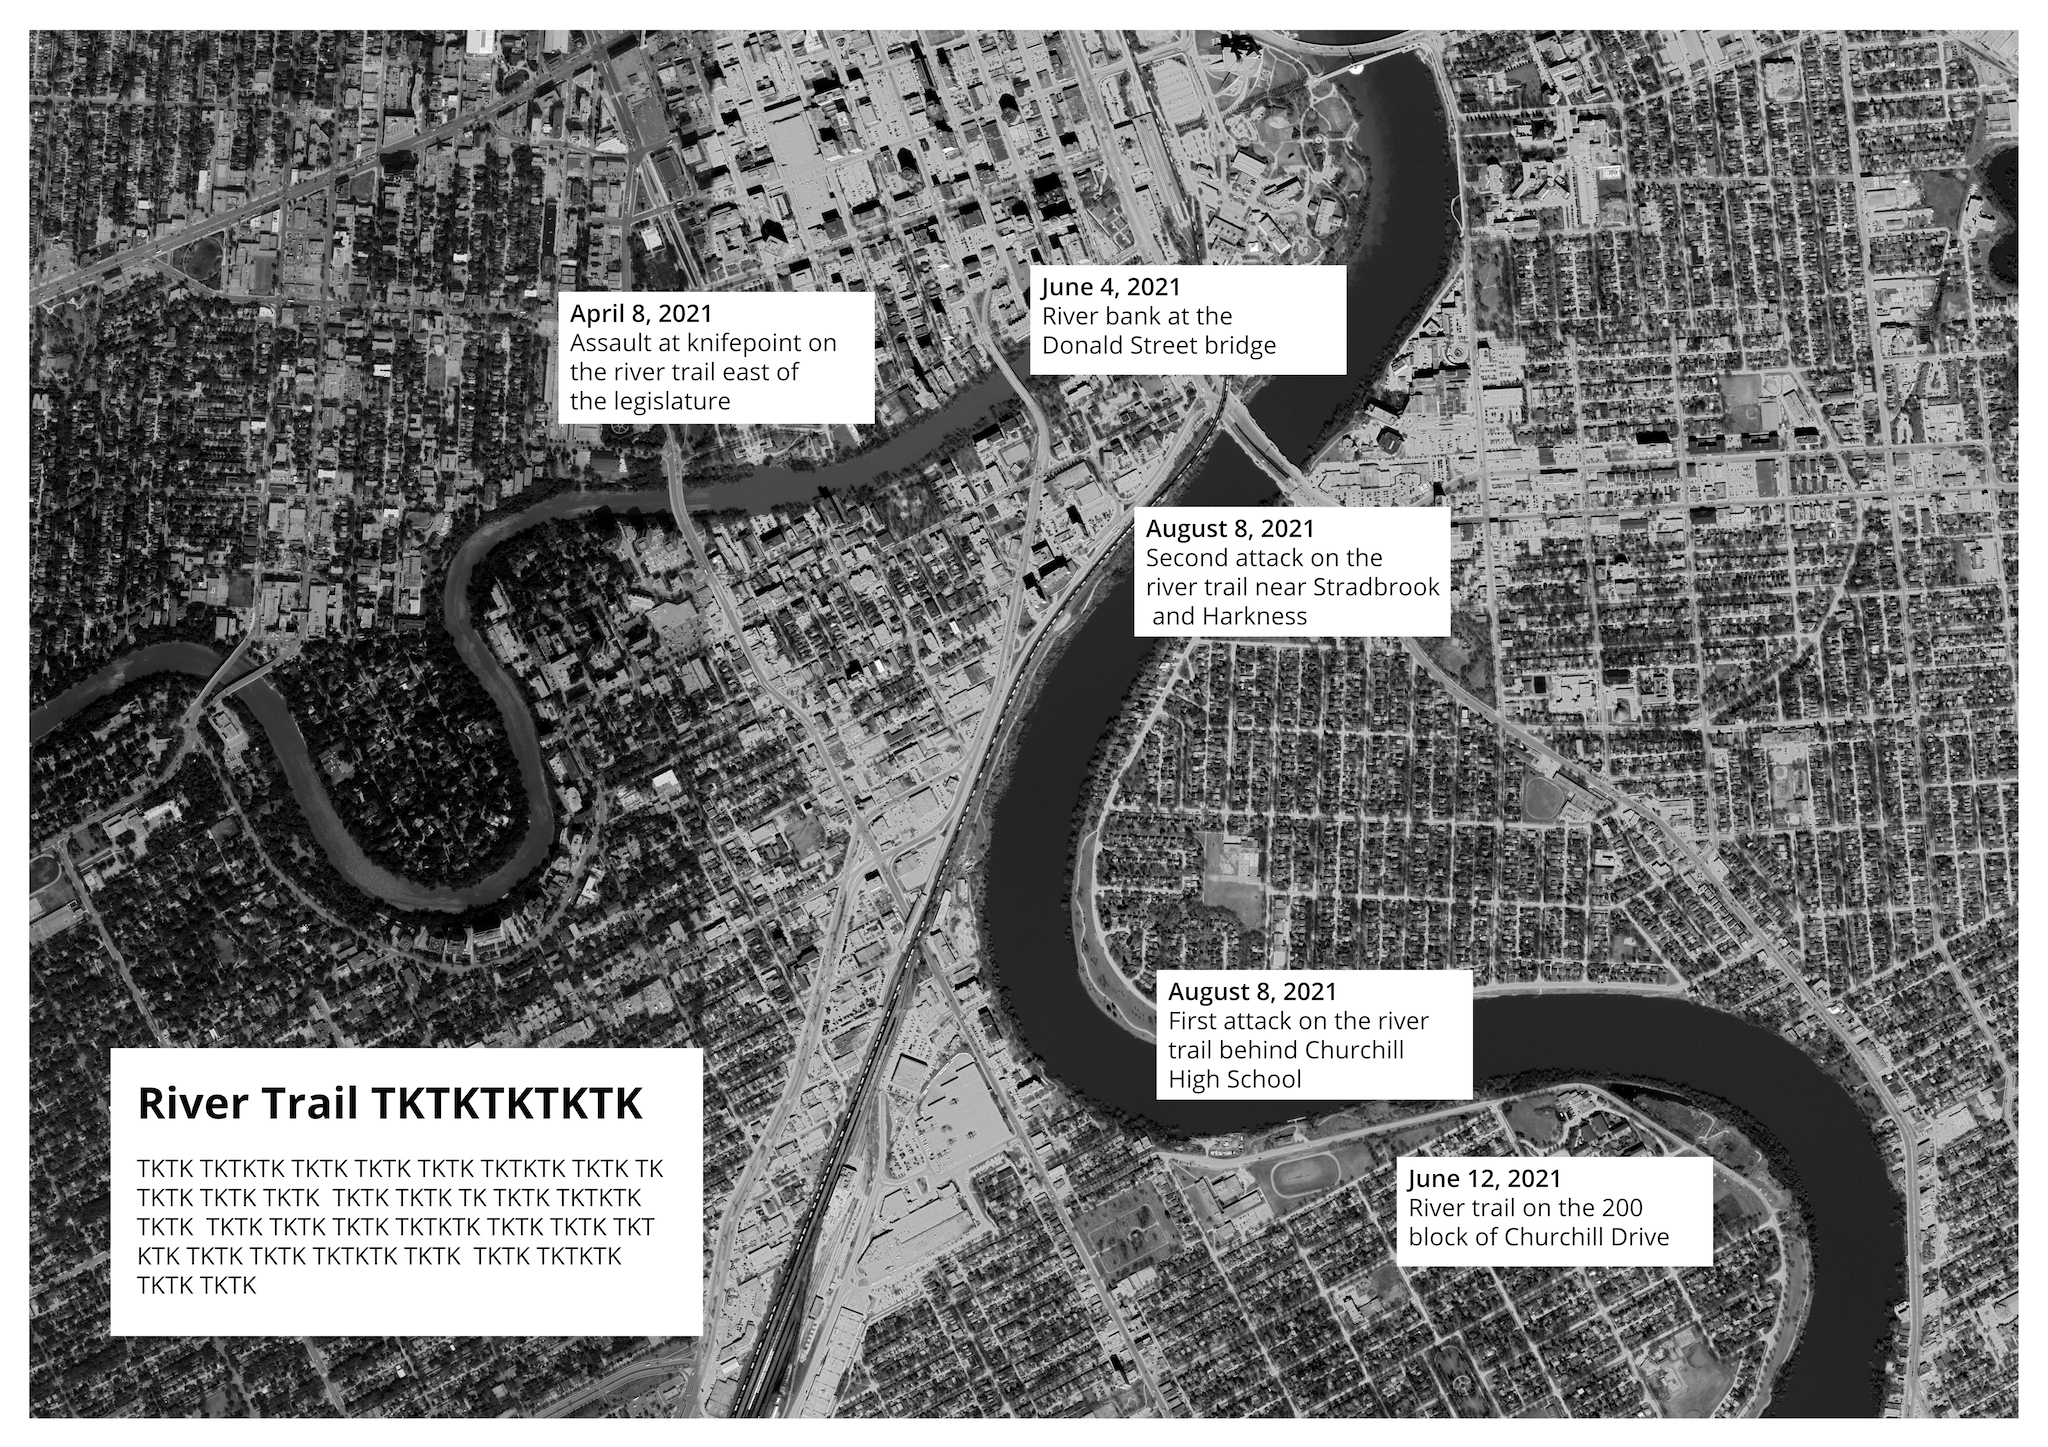 April 8, 2021
Assault at knifepoint on
the river trail east of
the legislature
June 4, 2021
River bank at the
Donald Street bridge
August 8, 2021
Second attack on the
river trail near Stradbrook
and Harkness
August 8, 2021
First attack on the river
trail behind Churchill
High School
June 12, 2021
River trail on the 200
block of Churchill Drive
River Trail TKTKTKTKTK
TKTK TKTKTK TKTK TKTK TKTK TKTKTK TKTK TK
TKTK TKTK TKTK TKTK TKTK TK TKTK TKTKTK
TKTK TKTK TKTK TKTK TKTKTK TKTK TKTK TKT
KTK TKTK TKTK TKTKTK TKTK TKTK TKTKTK
TKTK TKTK